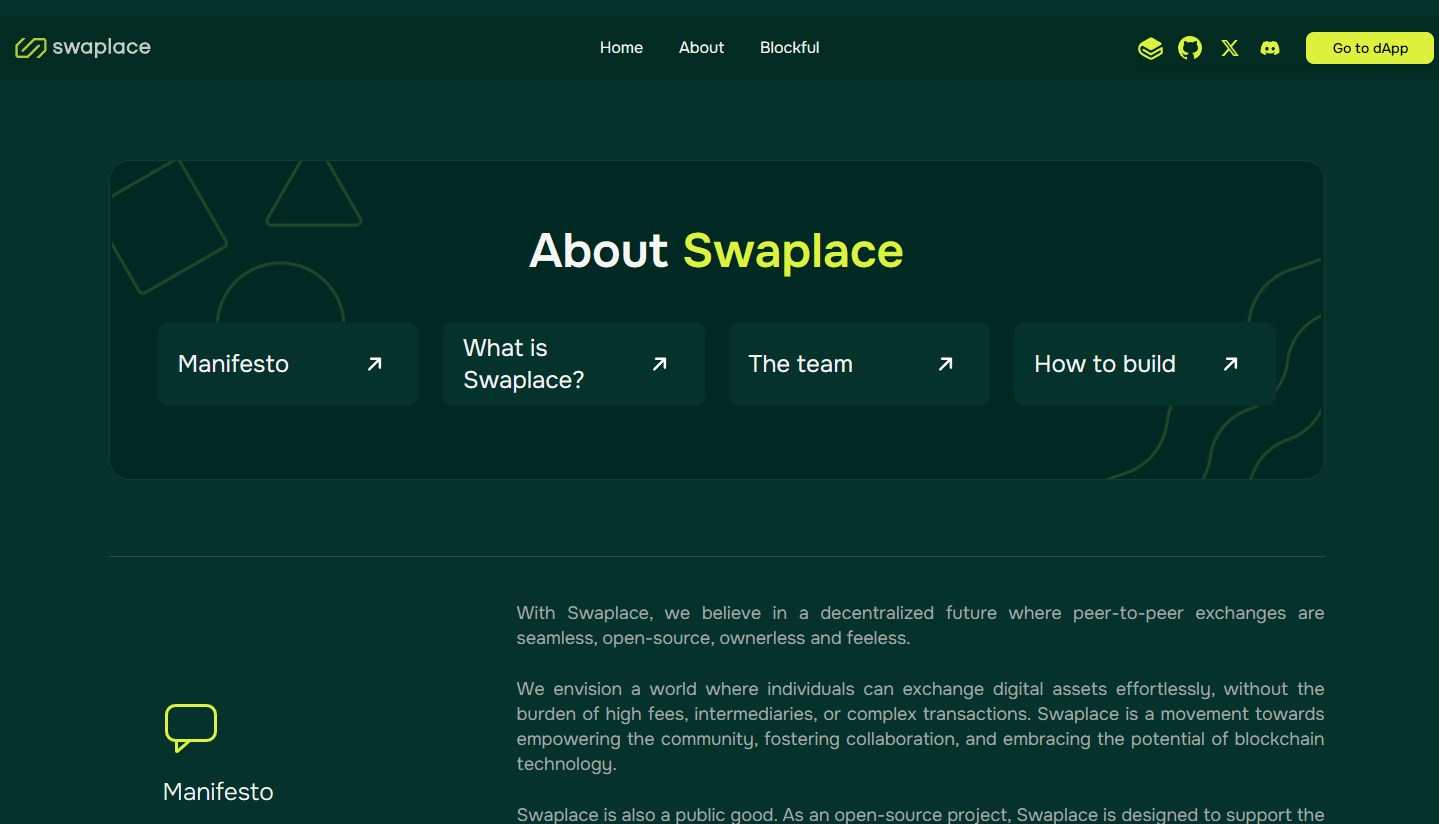 swaplace
Home
About
Blockful
Go to dApp
About Swaplace
Manifesto
What is
Swaplace?
The team
How to build
With Swaplace, we believe in a decentralized future where peer-to-peer exchanges are
seamless, open-source, ownerless and feeless.
We envision a world where individuals can exchange digital assets effortlessly, without the
burden of high fees, intermediaries, or complex transactions. Swaplace is a movement towards
empowering the community, fostering collaboration, and embracing the potential of blockchain
technology.
Manifesto
Swaplace is also a public good. As an open-source project, Swaplace is designed to support the